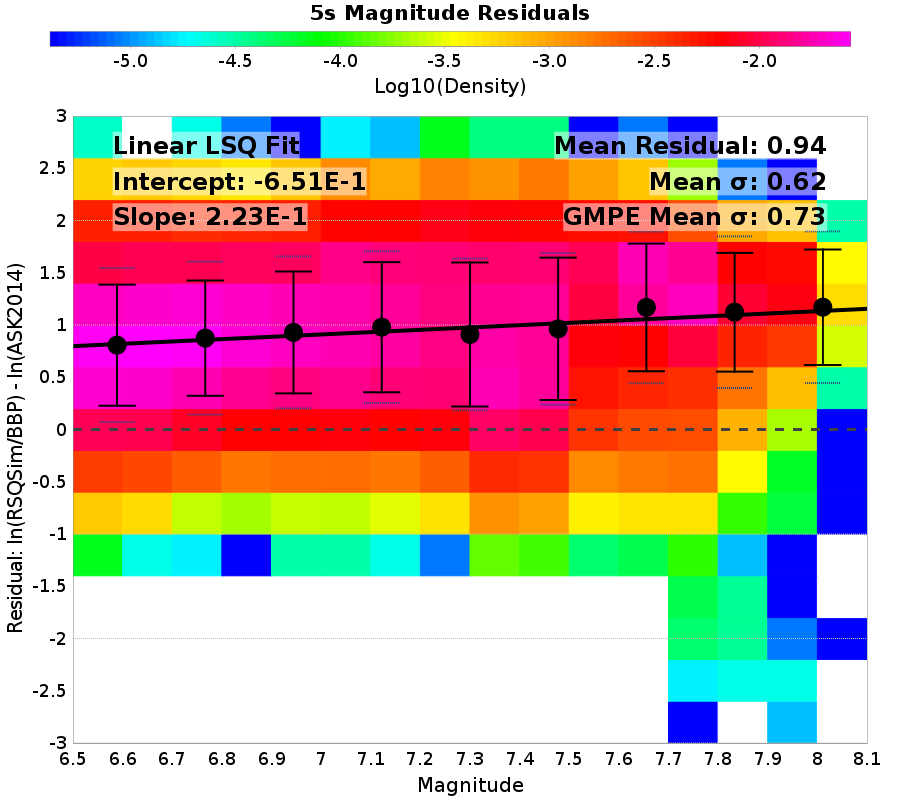 5s Magnitude Residuals
-5.0 -4.5 -4.0 -3.5 -3.0 -2.5 -2.0
Log10(Density)
Linear LSQ Fit
Intercept: -6.51E-1
Slope: 2.23E-1
Mean Residual: 0.94
Mean σ: 0.62
GMPE Mean σ: 0.73
Residual: ln(RSQSim/BBP) - ln(ASK2014)
3
2.5
2
1.5
1
0.5
0
-0.5
-1
-1.5
-2
-2.5
-3
6.5 6.6 6.7 6.8 6.9 7 7.1 7.2 7.3 7.4 7.5 7.6 7.7 7.8 7.9 8 8.1
Magnitude